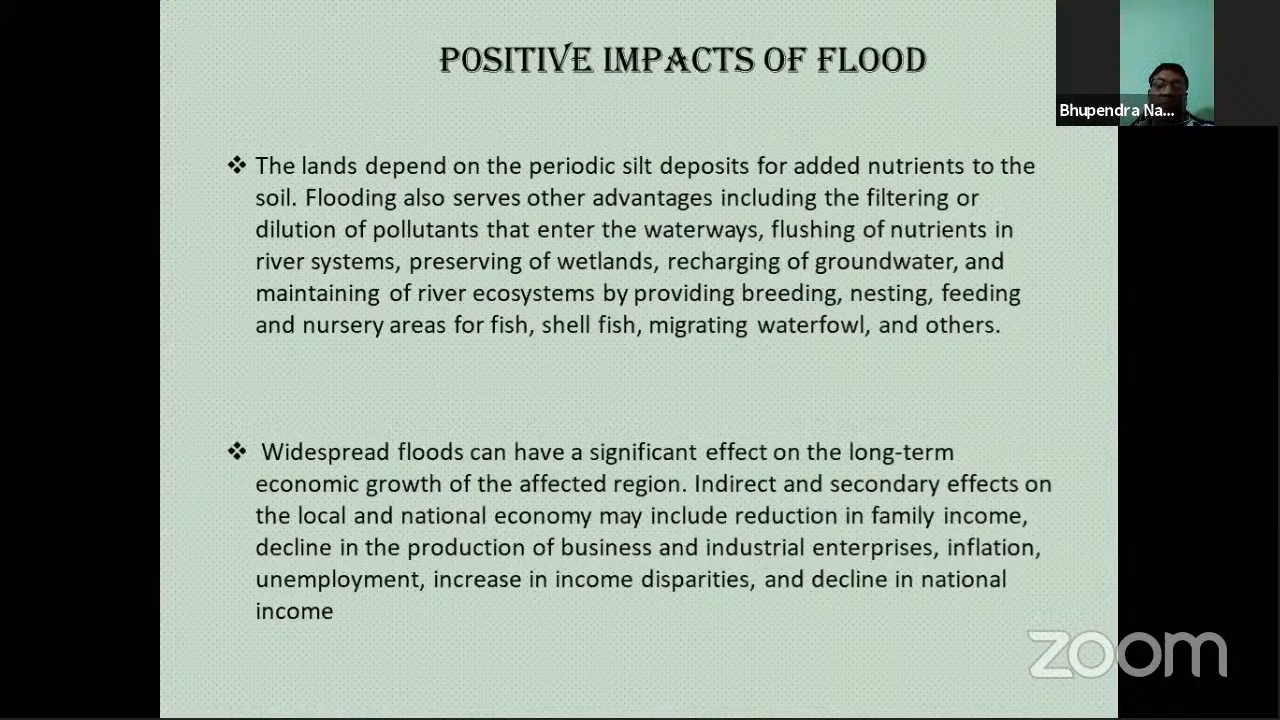 POSITIVE IMPACTS OF FLOOD
Bhupendra Na...
❖ The lands depend on the periodic silt deposits for added nutrients to the
soil. Flooding also serves other advantages including the filtering or
dilution of pollutants that enter the waterways, flushing of nutrients in
river systems, preserving of wetlands, recharging of groundwater, and
maintaining of river ecosystems by providing breeding, nesting, feeding
and nursery areas for fish, shell fish, migrating waterfowl, and others.
❖ Widespread floods can have a significant effect on the long-term
economic growth of the affected region. Indirect and secondary effects on
the local and national economy may include reduction in family income,
decline in the production of business and industrial enterprises, inflation,
unemployment, increase in income disparities, and decline in national
income
zoom